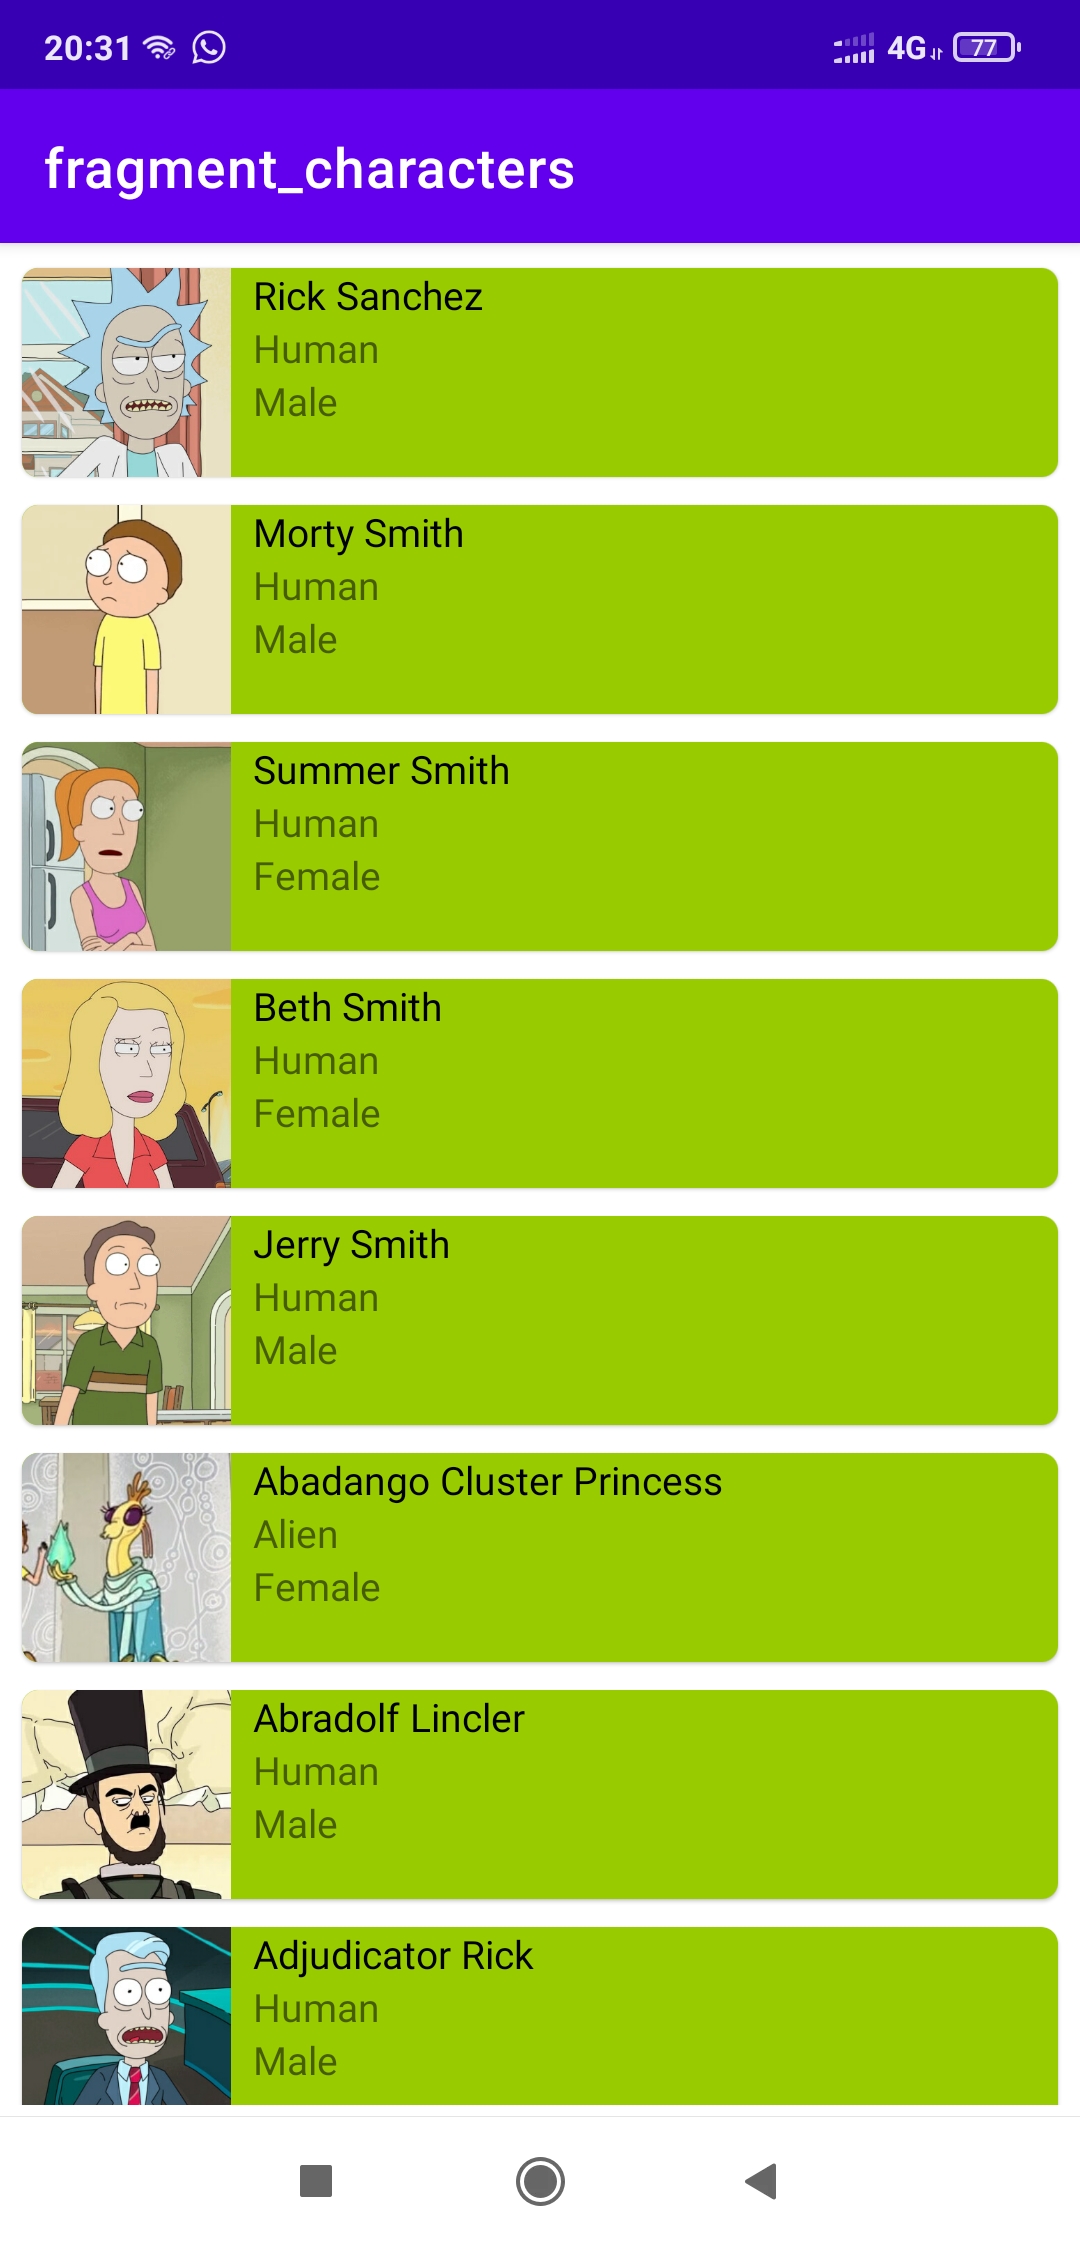 20:31 4G 77
fragment_characters
Rick Sanchez
Human
Male
Morty Smith
Human
Male
Summer Smith
Human
Female
Beth Smith
Human
Female
Jerry Smith
Human
Male
Abadango Cluster Princess
Alien
Female
Abradolf Lincler
Human
Male
Adjudicator Rick
Human
Male